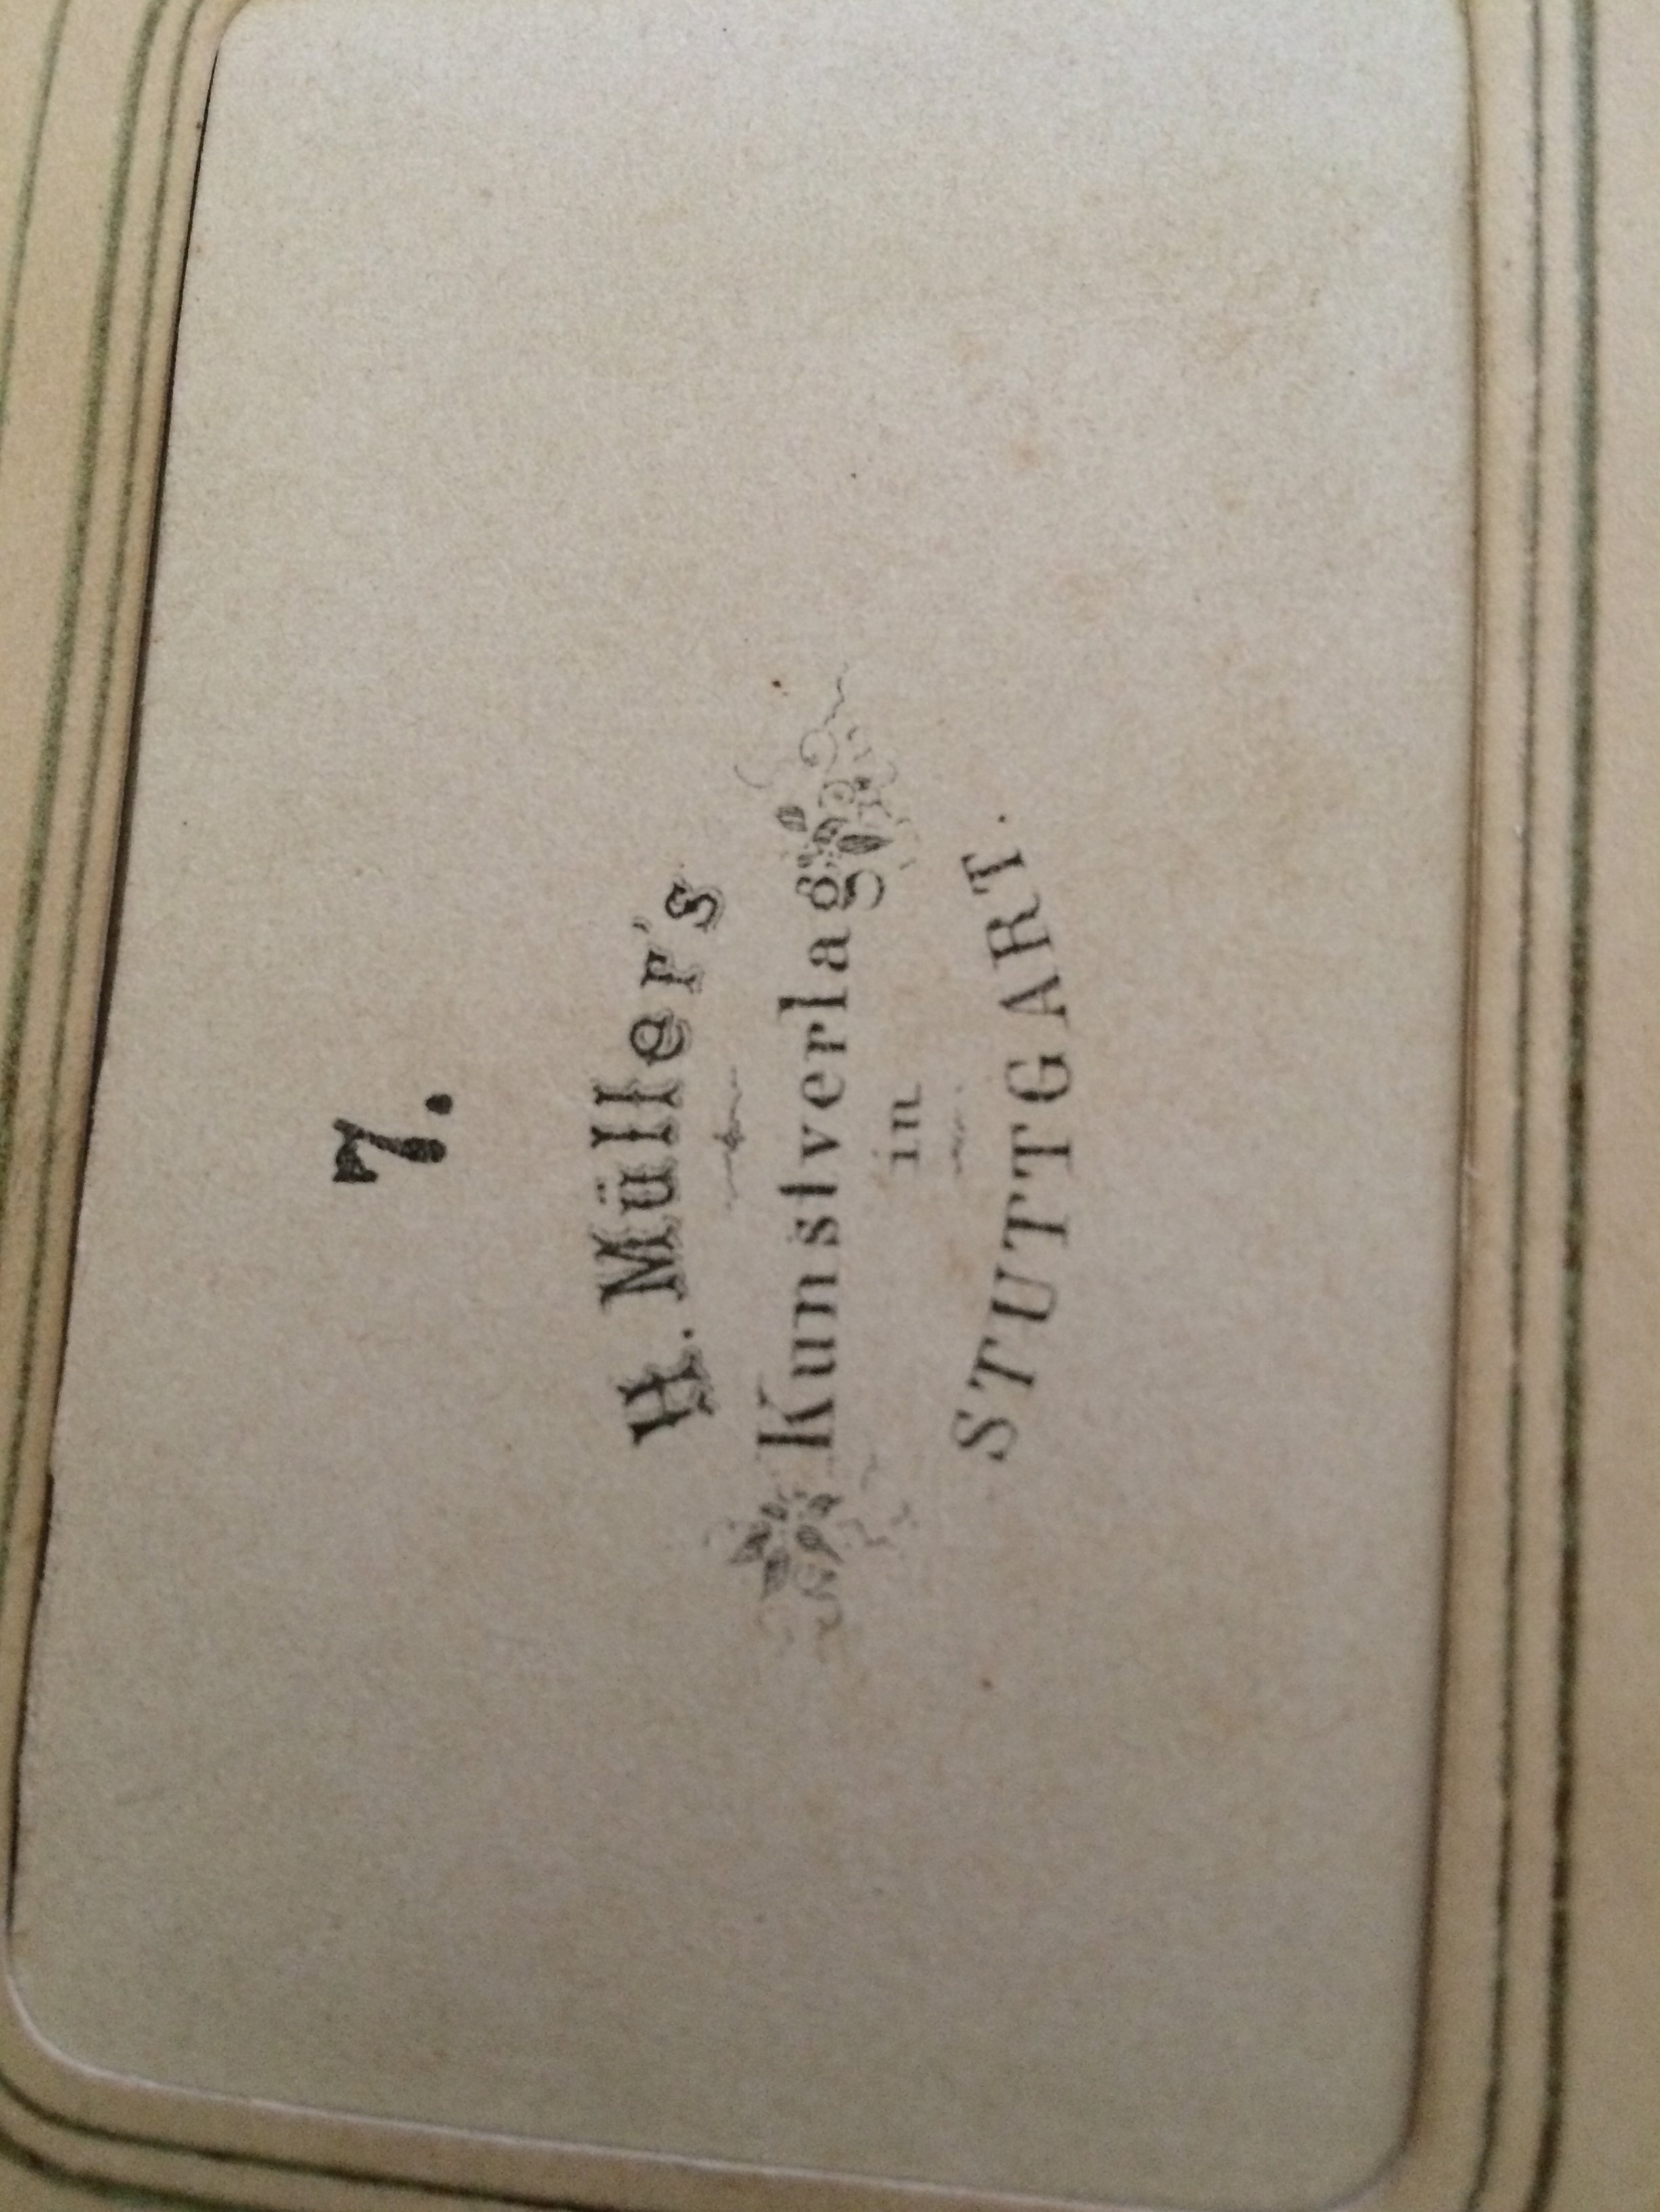 7.
H. Müller's
Kunstverlag
in
STUTTGART.